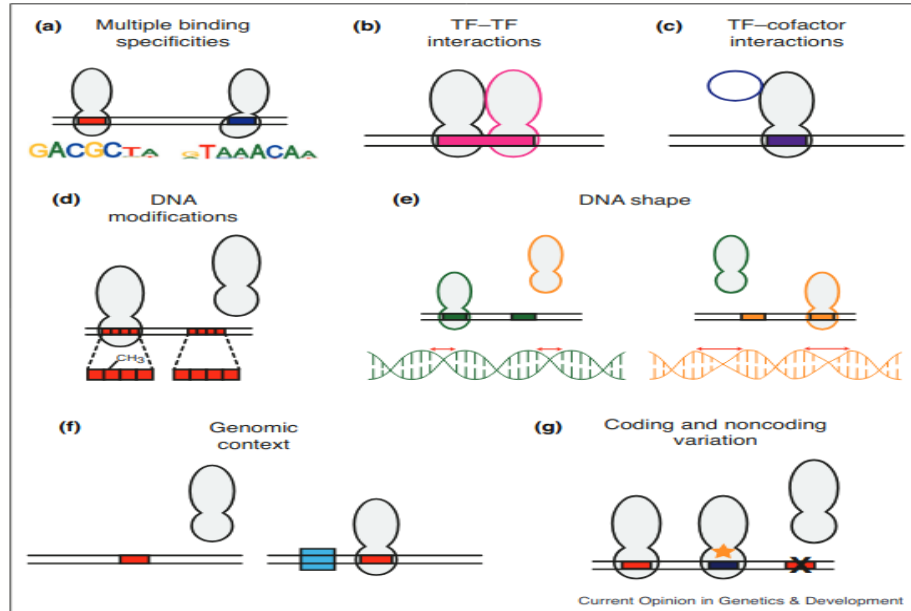 (a) Multiple binding
specificities
(b) TF–TF
interactions
(c) TF–cofactor
interactions
GACGCTA
GTAAACAA
(d) DNA
modifications
(e) DNA shape
CH3
(f) Genomic
context
(g) Coding and noncoding
variation
Current Opinion in Genetics & Development